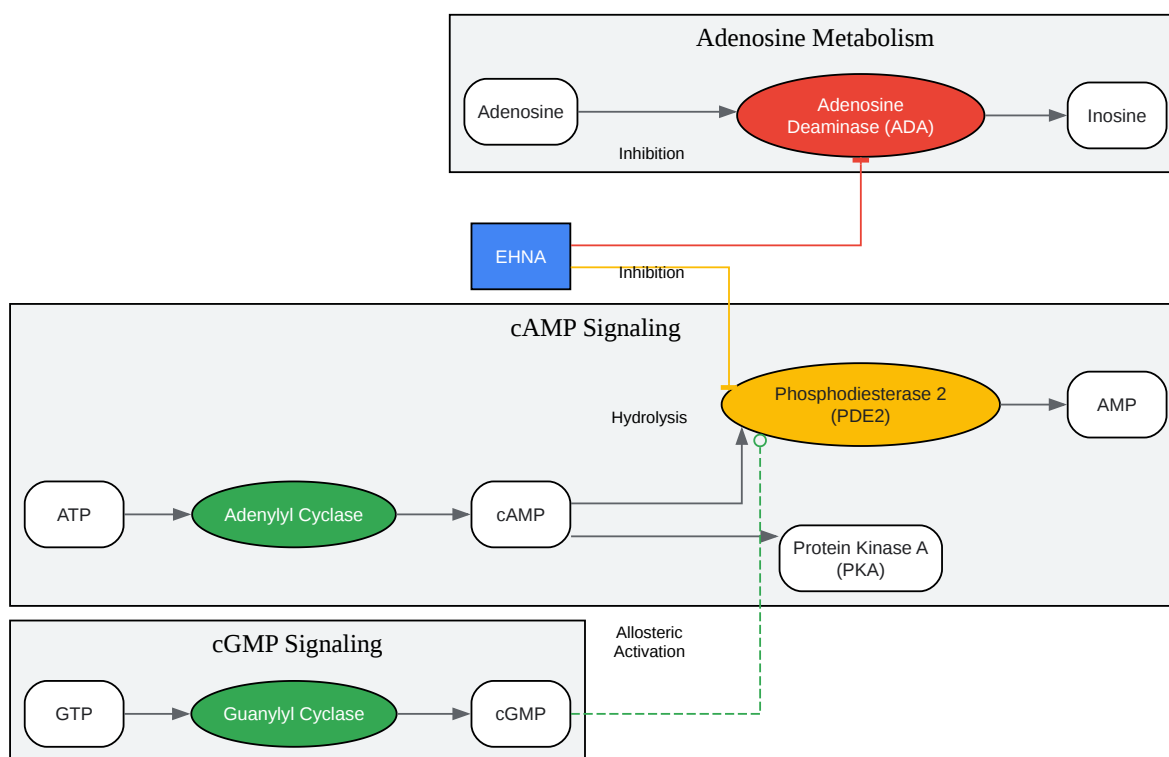 Adenosine Metabolism
Adenosine
Adenosine
Deaminase (ADA)
Inosine
Inhibition
EHNA
Inhibition
cAMP Signaling
Phosphodiesterase 2
(PDE2)
AMP
Hydrolysis
ATP
Adenylyl Cyclase
cAMP
Protein Kinase A
(PKA)
cGMP Signaling
Allosteric
Activation
GTP
Guanylyl Cyclase
cGMP